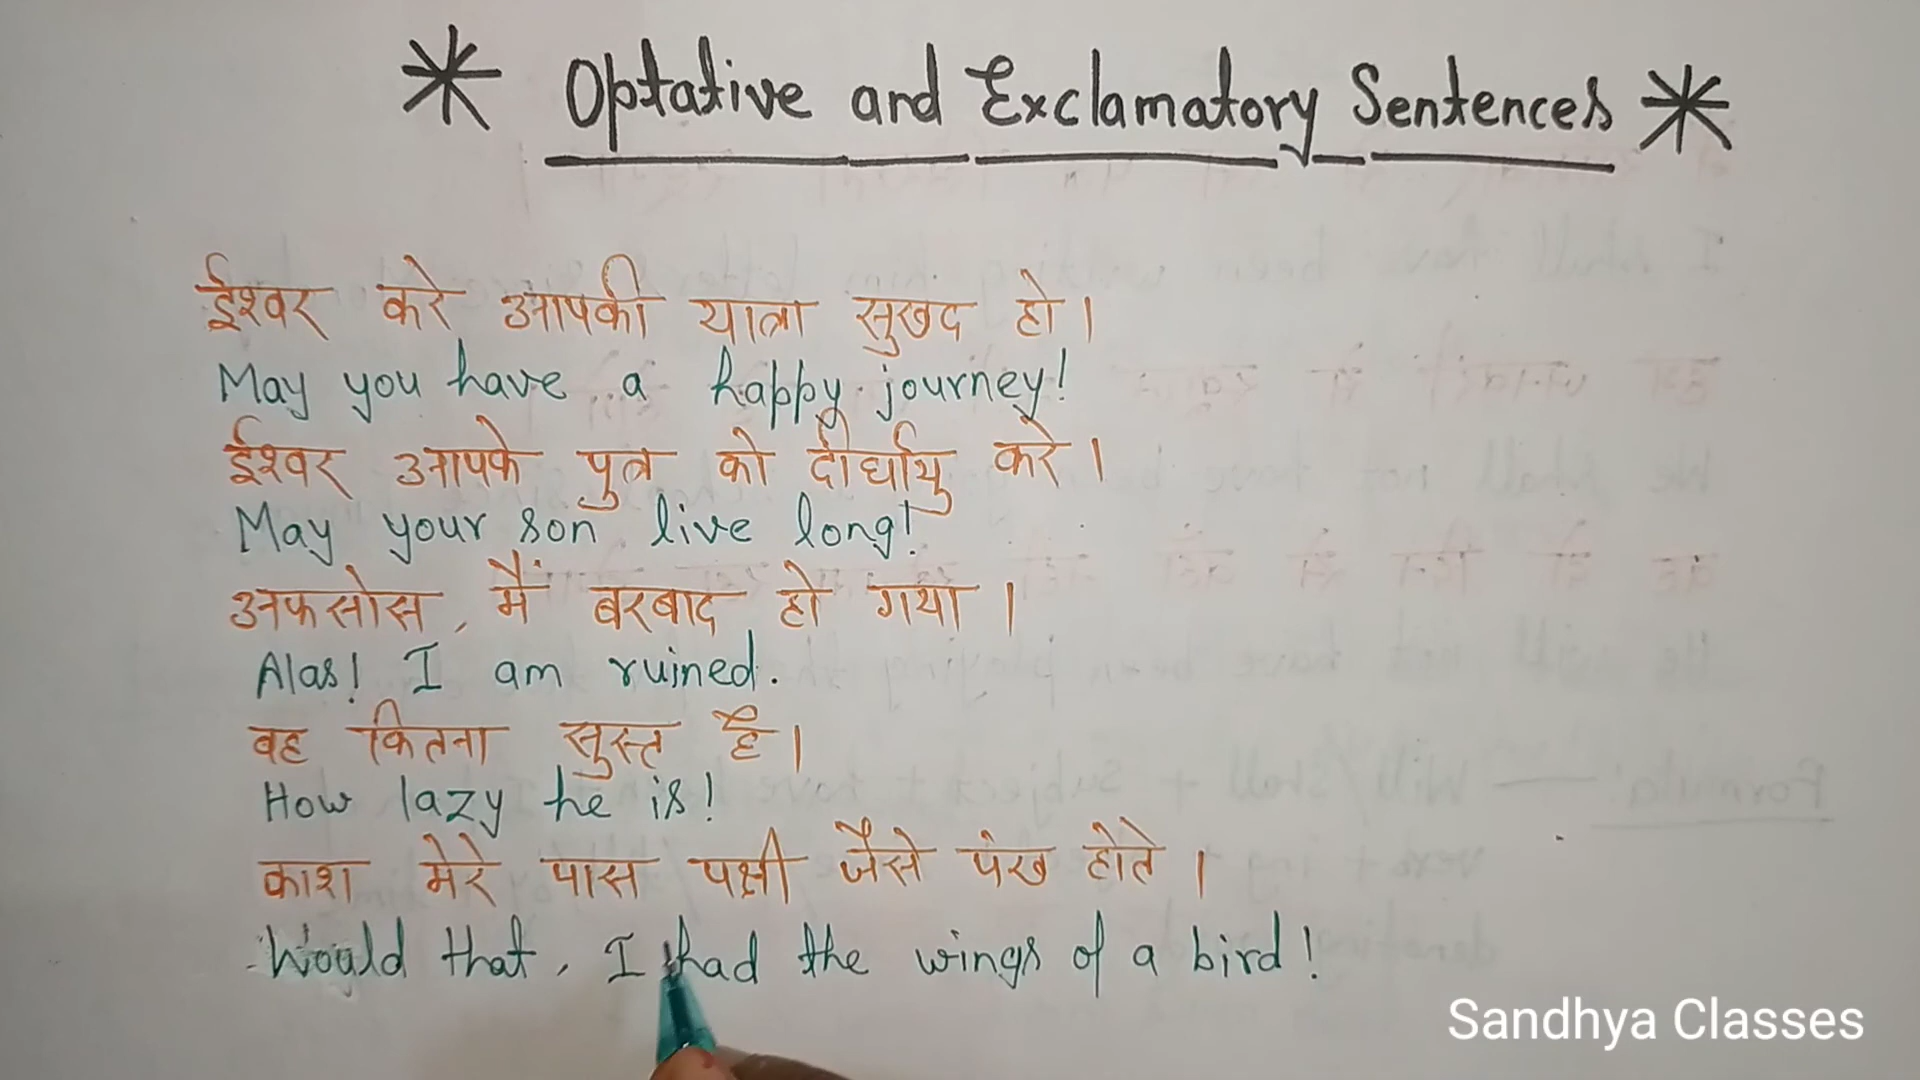 * Optative and Exclamatory Sentences *
ईश्वर करे आपकी यात्रा सुखद हो।
May you have a happy journey!
ईश्वर आपके पुत्र को दीर्घायु करे।
May your son live long!
अफसोस, मैं बरबाद हो गया।
Alas! I am ruined.
वह कितना सुस्त है।
How lazy he is!
काश मेरे पास पक्षी जैसे पंख होते।
Would that, I had the wings of a bird!
Sandhya Classes